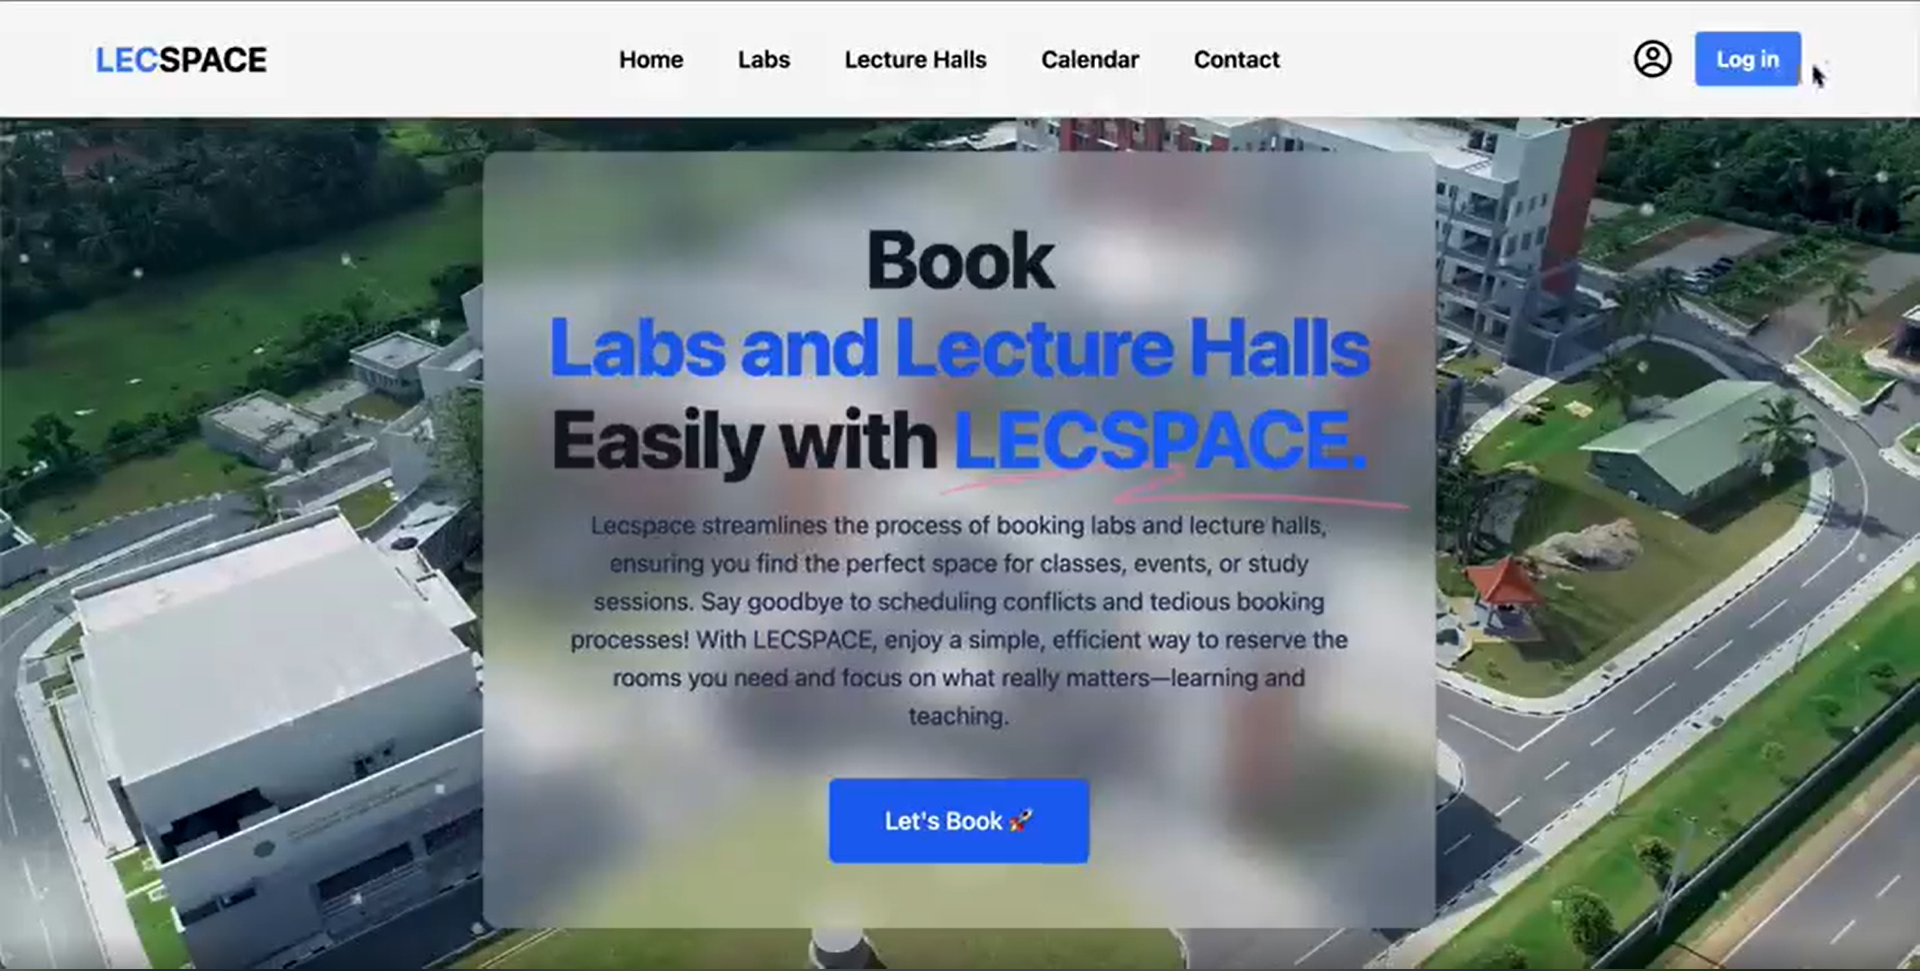 LECSPACE
Home
Labs
Lecture Halls
Calendar
Contact
Log in
Book
Labs and Lecture Halls
Easily with LECSPACE.
Lecspace streamlines the process of booking labs and lecture halls,
ensuring you find the perfect space for classes, events, or study
sessions. Say goodbye to scheduling conflicts and tedious booking
processes! With LECSPACE, enjoy a simple, efficient way to reserve the
rooms you need and focus on what really matters—learning and
teaching.
Let's Book 🚀